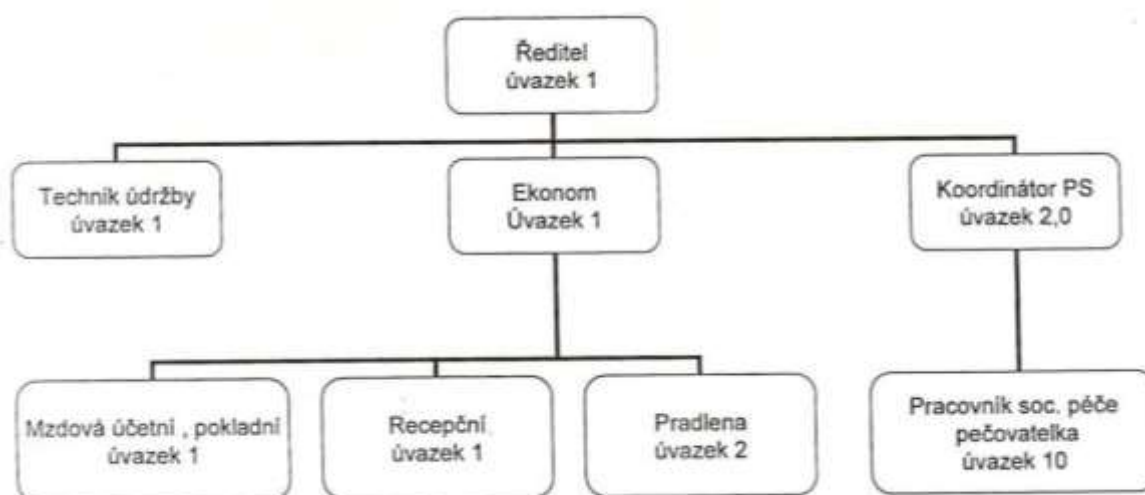 Ředitel
úvazek 1
Technik údržby
úvazek 1
Ekonom
Úvazek 1
Koordinátor PS
úvazek 2,0
Mzdová účetní , pokladní
úvazek 1
Recepční
úvazek 1
Pradlena
úvazek 2
Pracovník soc. péče
pečovatelka
úvazek 10